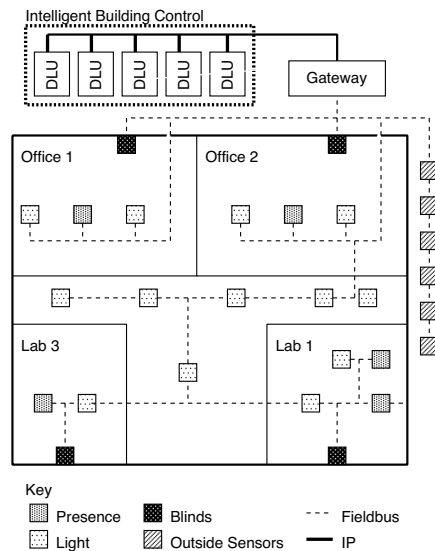 Intelligent Building Control
DLU DLU DLU DLU DLU
Gateway
Office 1 Office 2
Lab 3 Lab 1
Key
Presence Blinds Fieldbus
Light Outside Sensors IP